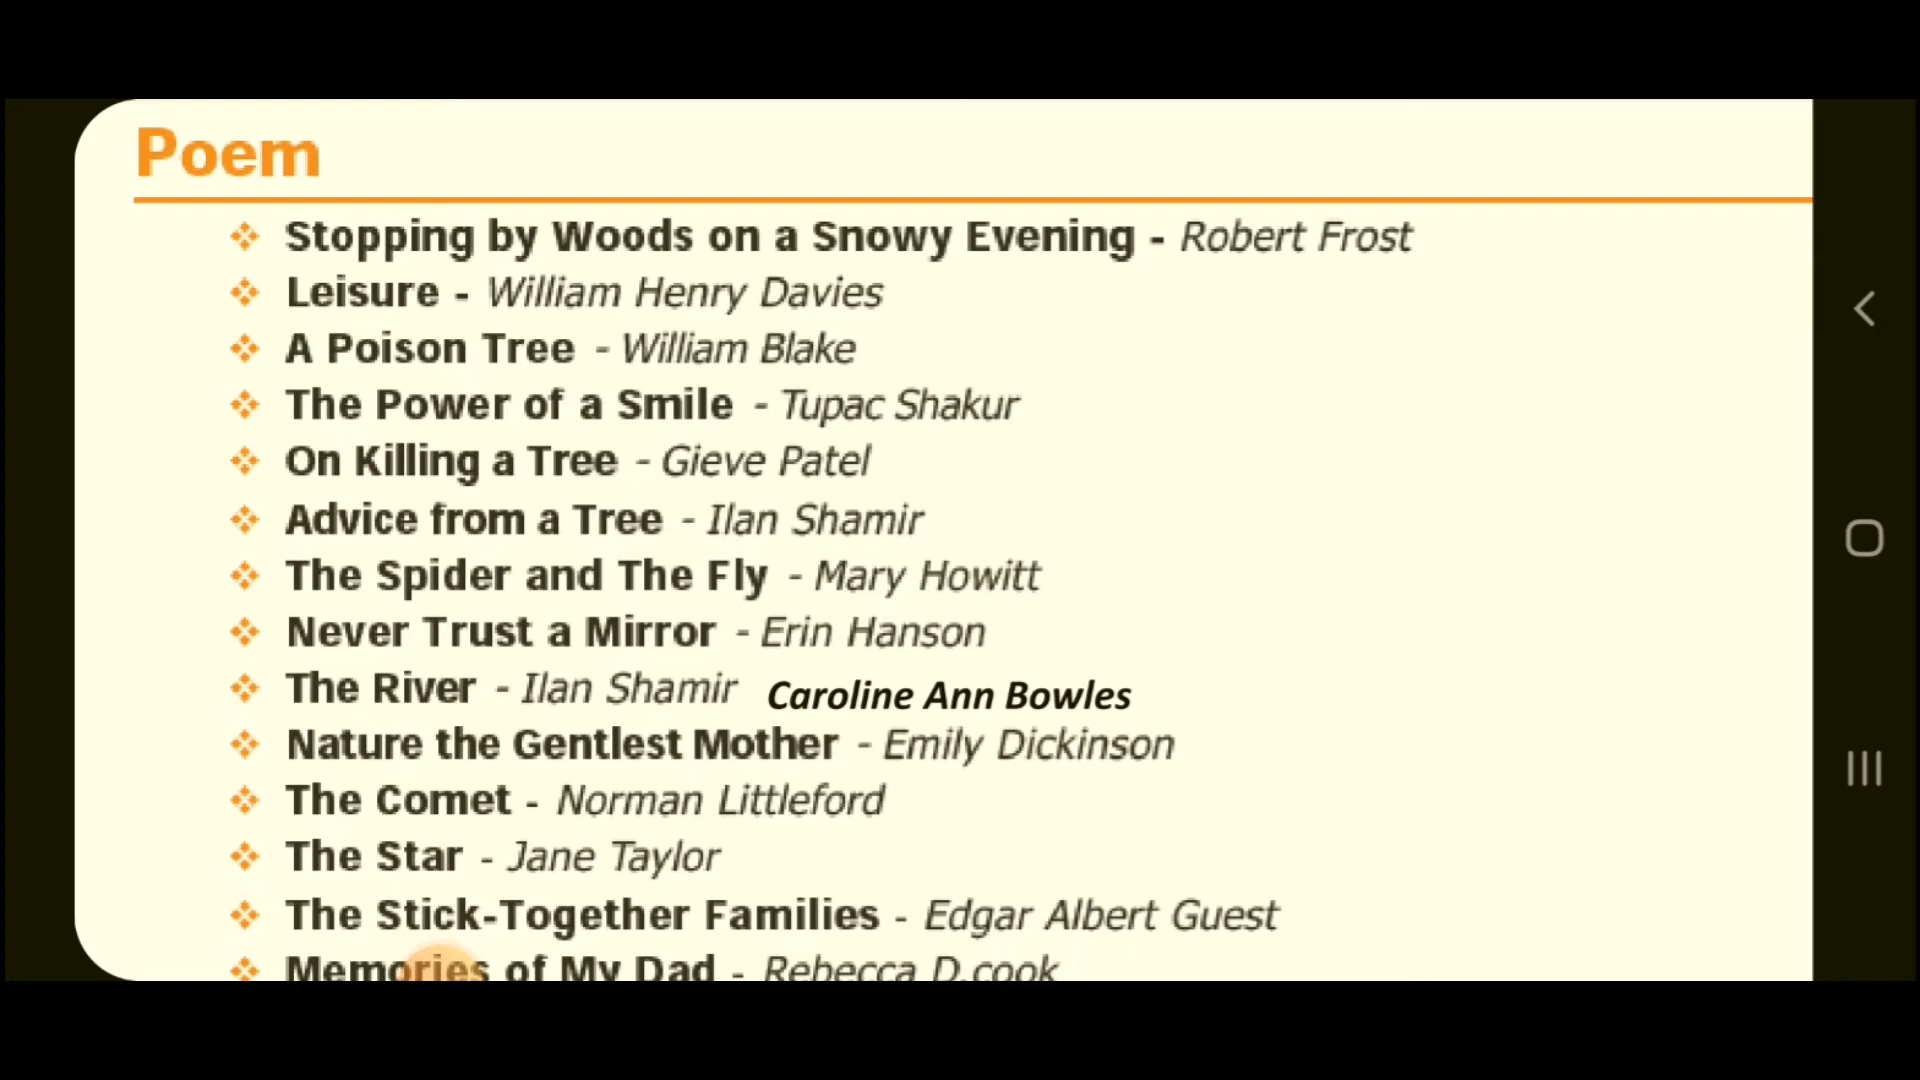 Poem
Stopping by Woods on a Snowy Evening - Robert Frost
Leisure - William Henry Davies
A Poison Tree - William Blake
The Power of a Smile - Tupac Shakur
On Killing a Tree - Gieve Patel
Advice from a Tree - Ilan Shamir
The Spider and The Fly - Mary Howitt
Never Trust a Mirror - Erin Hanson
The River - Ilan Shamir Caroline Ann Bowles
Nature the Gentlest Mother - Emily Dickinson
The Comet - Norman Littleford
The Star - Jane Taylor
The Stick-Together Families - Edgar Albert Guest
Memories of My Dad - Rebecca D.cook